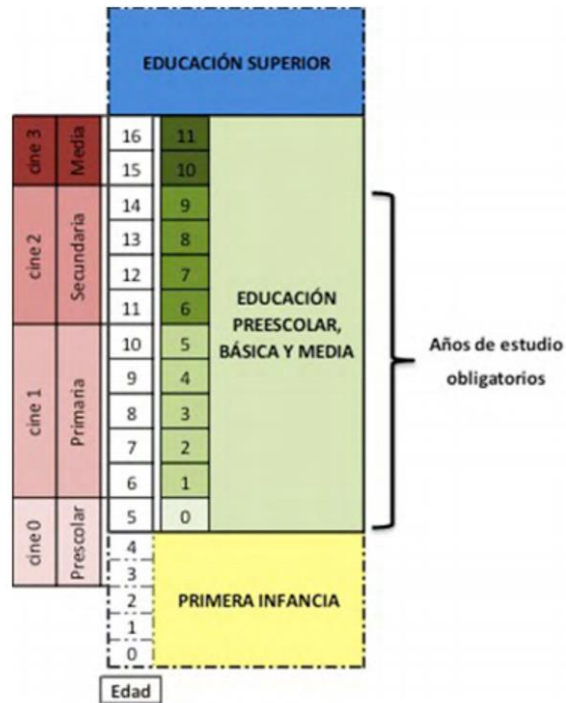 EDUCACIÓN SUPERIOR
cine 3
Media
16
11
15
10
cine 2
Secundaria
14
9
13
8
12
7
11
6
EDUCACIÓN
PREESCOLAR,
BÁSICA Y MEDIA
Años de estudio
obligatorios
cine 1
Primaria
10
5
9
4
8
3
7
2
6
1
cine 0
Prescolar
5
0
4
3
2
1
0
PRIMERA INFANCIA
Edad